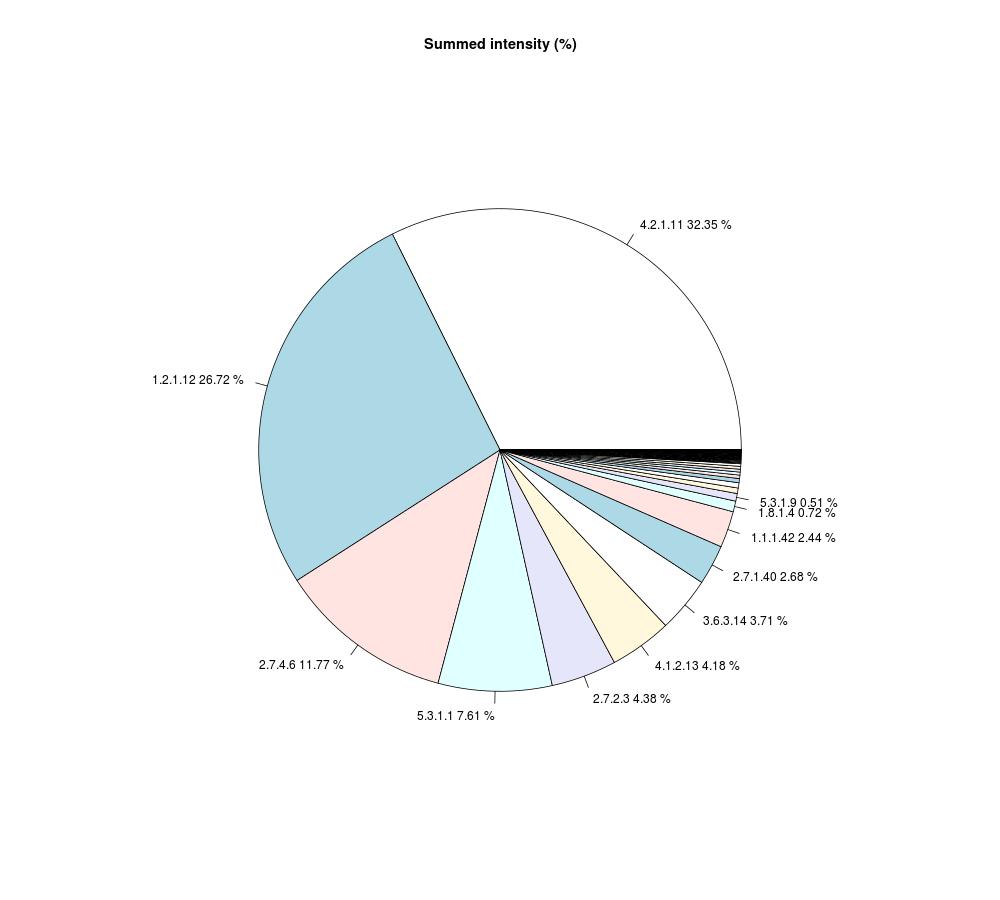 Summed intensity (%)
4.2.1.11 32.35 %
1.2.1.12 26.72 %
2.7.4.6 11.77 %
5.3.1.1 7.61 %
2.7.2.3 4.38 %
4.1.2.13 4.18 %
3.6.3.14 3.71 %
2.7.1.40 2.68 %
1.1.1.42 2.44 %
1.8.1.4 0.72 %
5.3.1.9 0.51 %